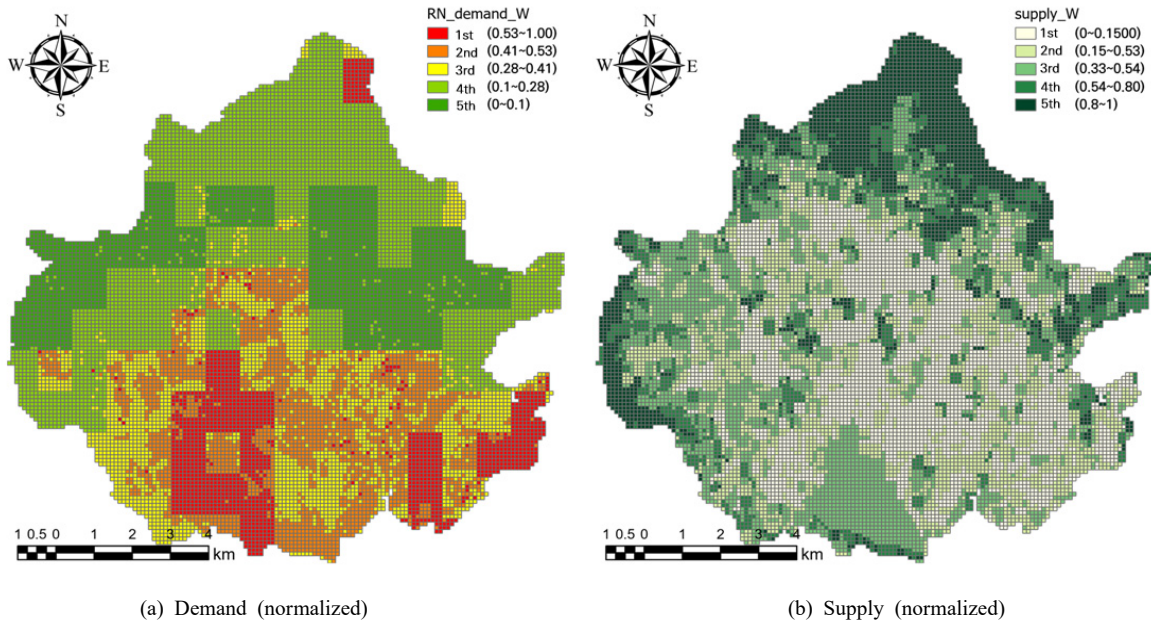 RN_demand_W
1st (0.53~1.00)
2nd (0.41~0.53)
3rd (0.28~0.41)
4th (0.1~0.28)
5th (0~0.1)
N
W E
S
1 0.5 0 1 2 3 4
km
(a) Demand (normalized)
supply_W
1st (0~0.1500)
2nd (0.15~0.53)
3rd (0.33~0.54)
4th (0.54~0.80)
5th (0.8~1)
N
W E
S
1 0.5 0 1 2 3 4
km
(b) Supply (normalized)